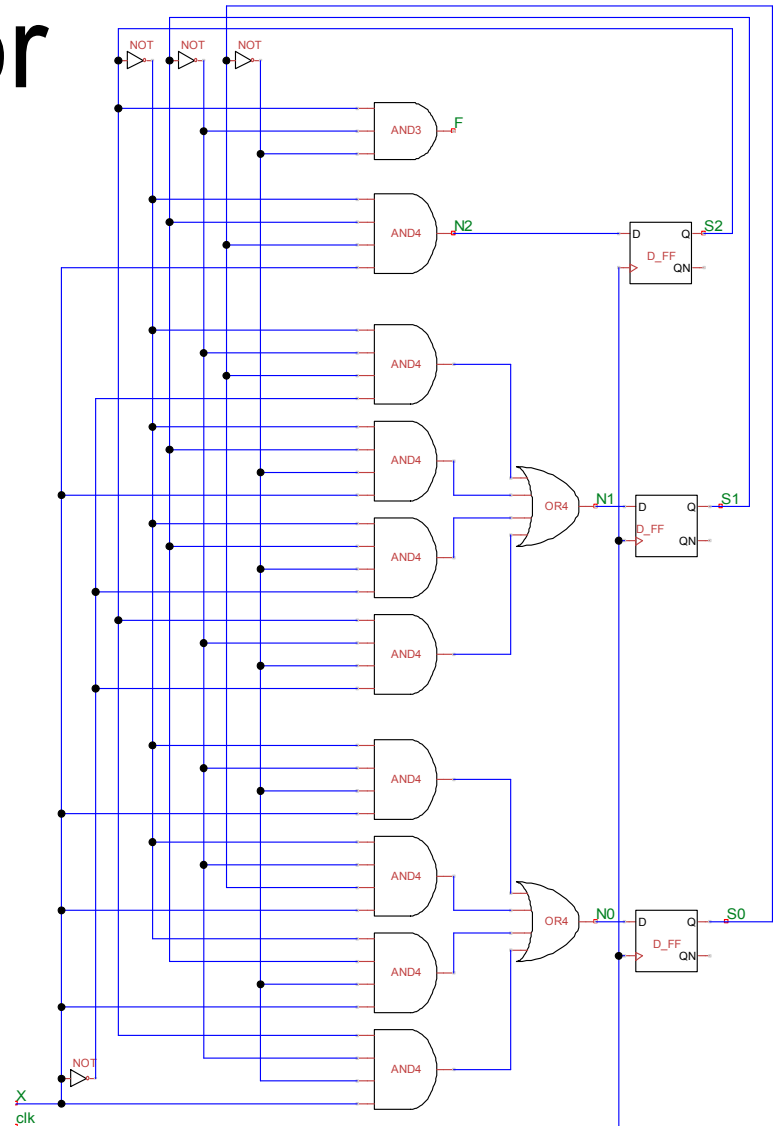 or
NOT NOT NOT
AND3
F
AND4
N2
D Q
S2
D_FF
QN
AND4
AND4
OR4
N1
D Q
S1
D_FF
QN
AND4
AND4
AND4
AND4
OR4
N0
D Q
S0
D_FF
QN
AND4
AND4
NOT
X
clk